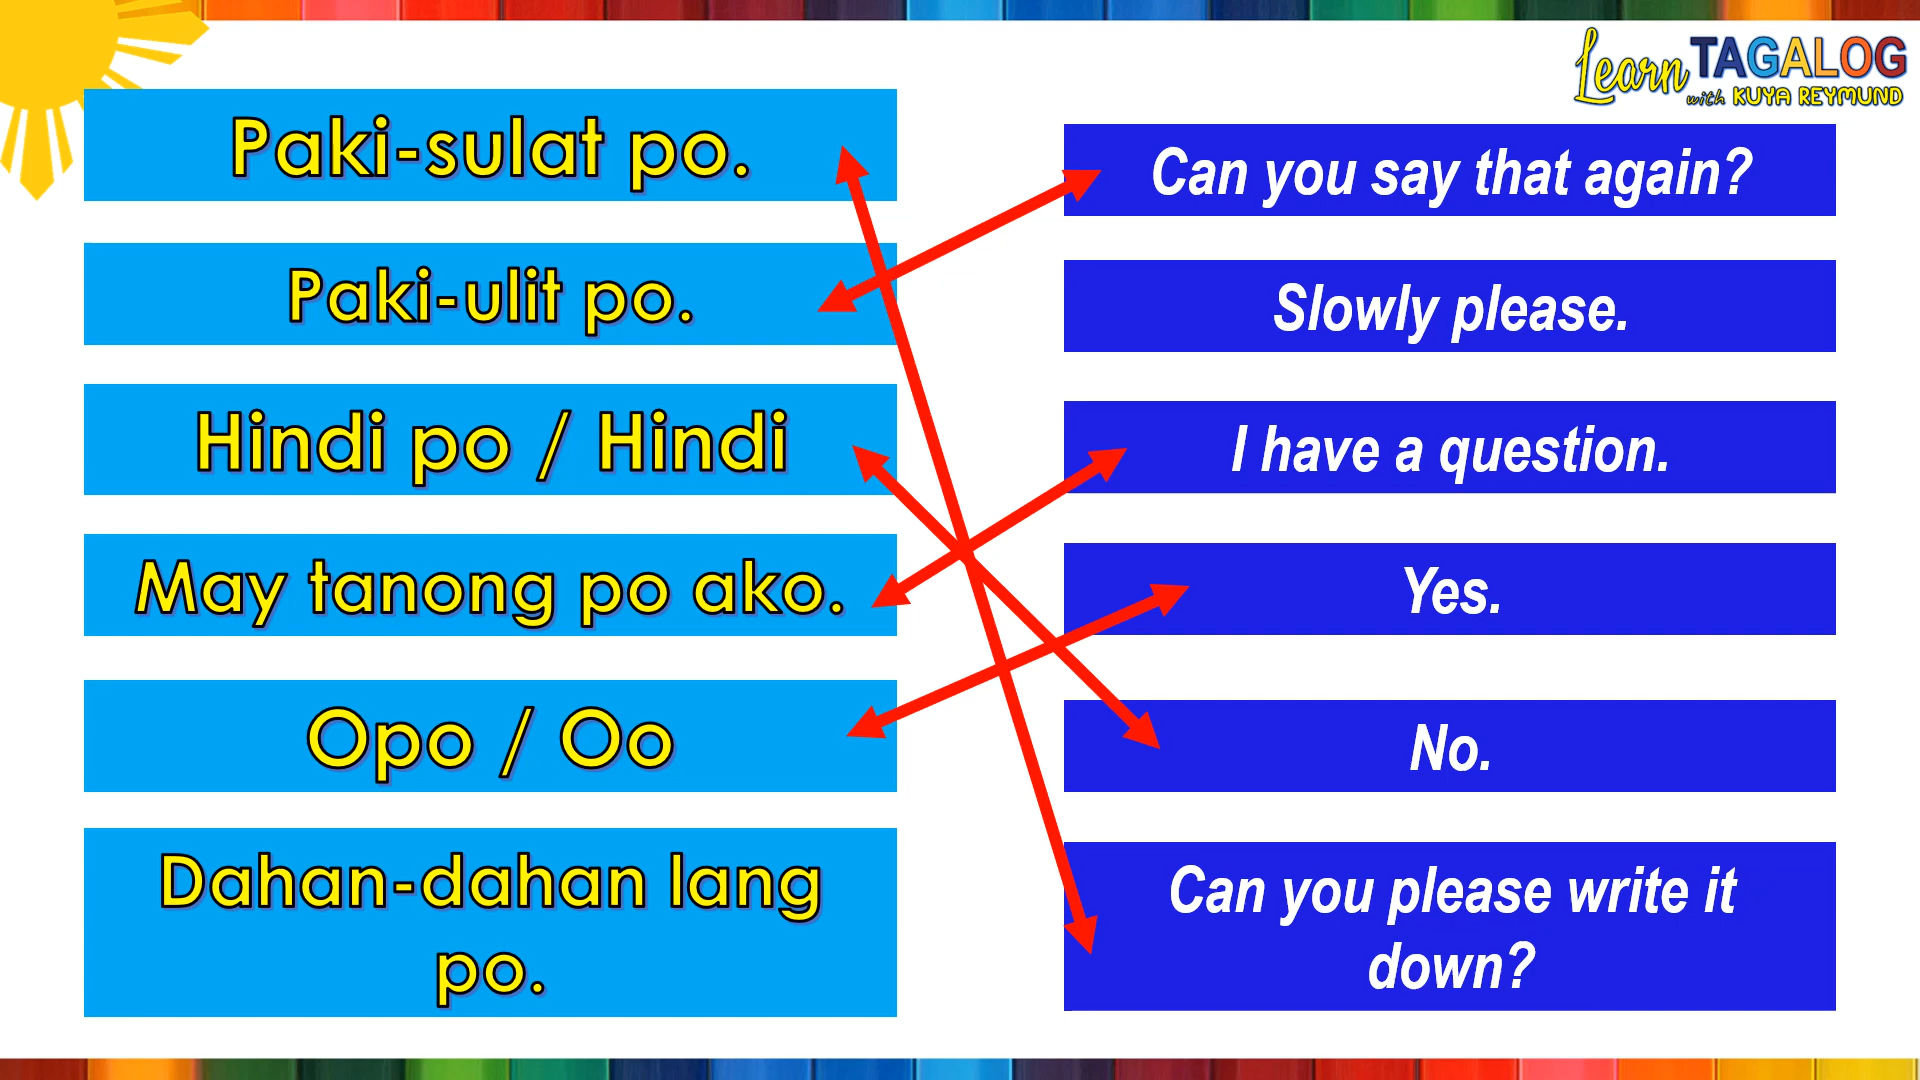 Learn TAGALOG
with KUYA REYMUND
Paki-sulat po.
Paki-ulit po.
Hindi po / Hindi
May tanong po ako.
Opo / Oo
Dahan-dahan lang
po.
Can you say that again?
Slowly please.
I have a question.
Yes.
No.
Can you please write it
down?